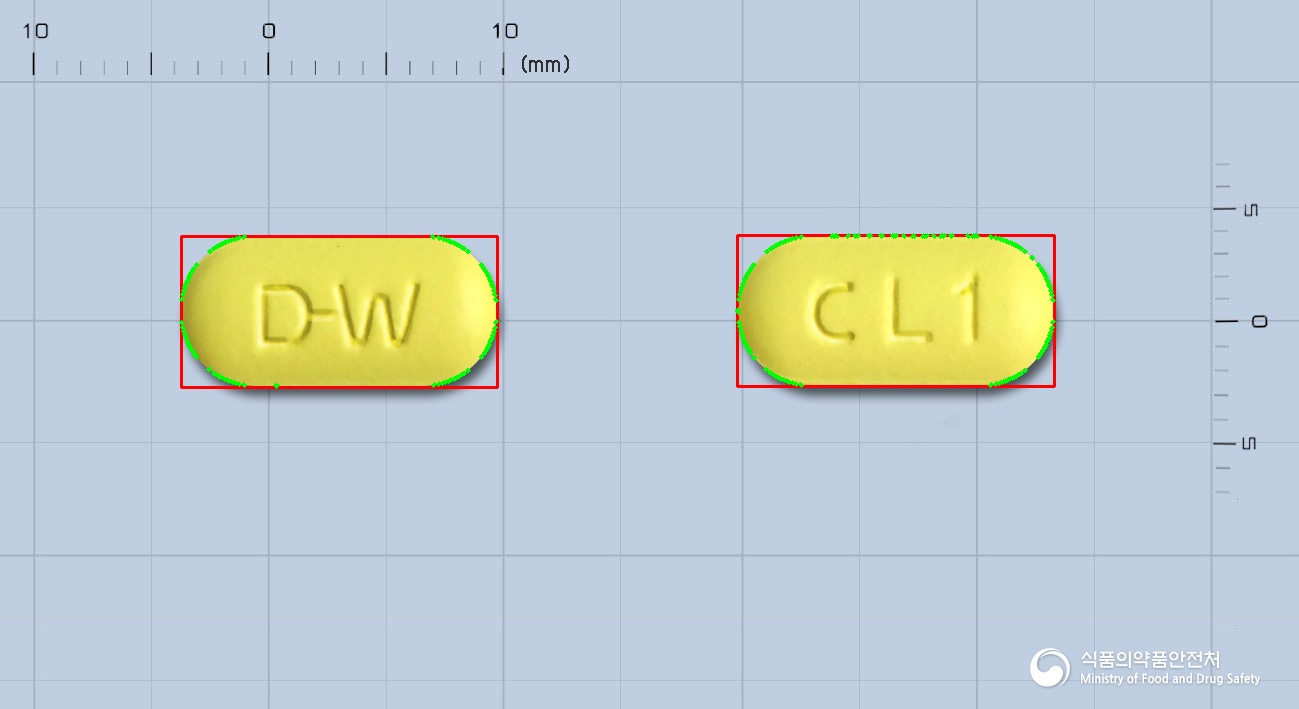 10 0 10 (mm)
5
0
5
D-W
CL1
식품의약품안전처
Ministry of Food and Drug Safety